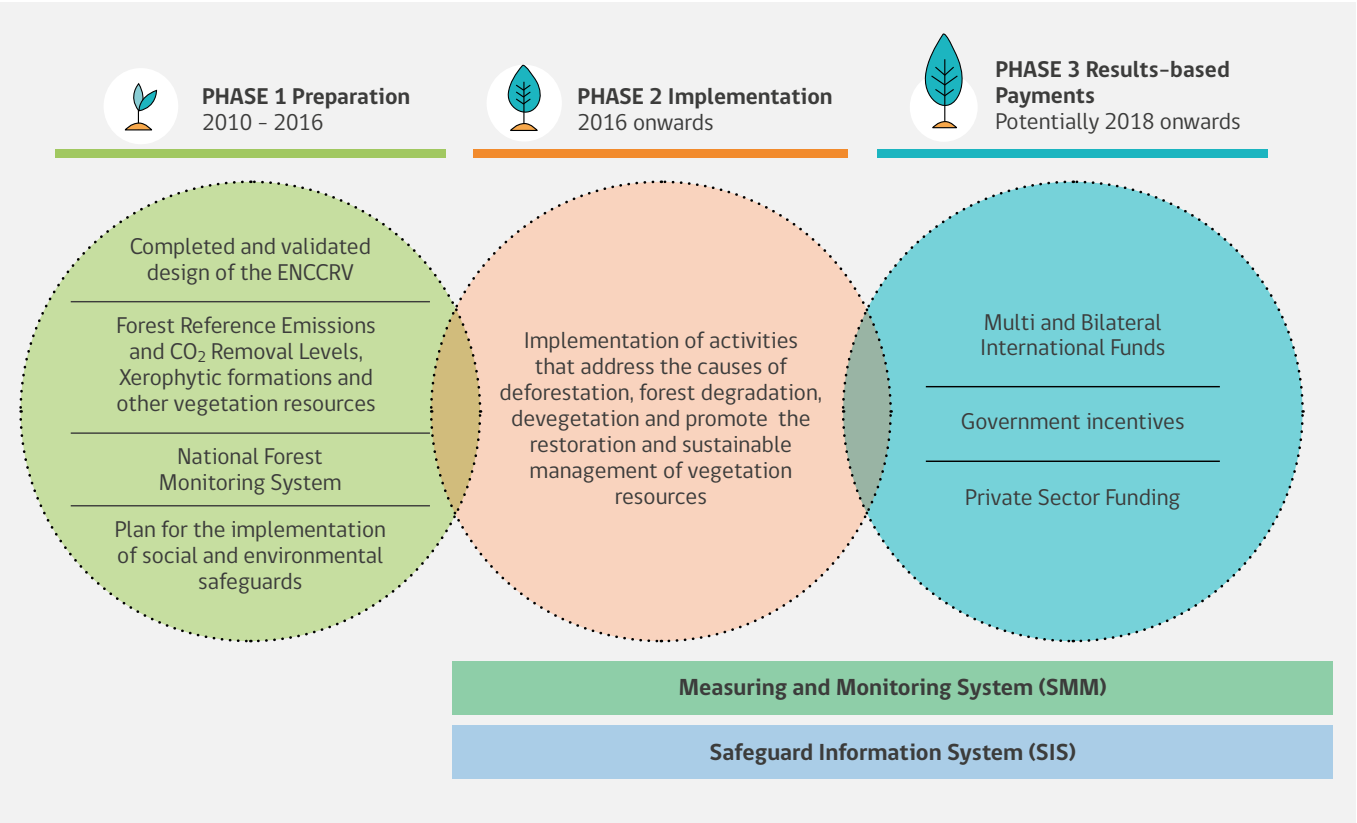 PHASE 1 Preparation
2010 - 2016
PHASE 2 Implementation
2016 onwards
PHASE 3 Results-based
Payments
Potentially 2018 onwards
Completed and validated
design of the ENCCRV
Forest Reference Emissions
and CO₂ Removal Levels,
Xerophytic formations and
other vegetation resources
National Forest
Monitoring System
Plan for the implementation
of social and environmental
safeguards
Implementation of activities
that address the causes of
deforestation, forest degradation,
devegetation and promote the
restoration and sustainable
management of vegetation
resources
Multi and Bilateral
International Funds
Government incentives
Private Sector Funding
Measuring and Monitoring System (SMM)
Safeguard Information System (SIS)